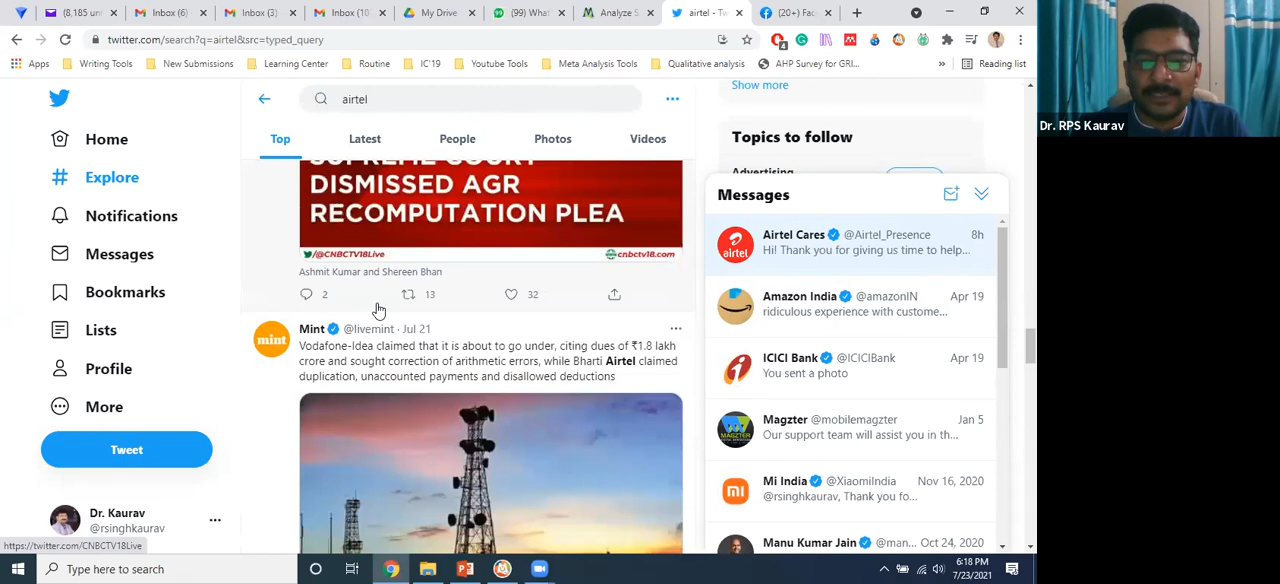 (8,185 unr
Inbox (6)
Inbox (3)
Inbox (10)
My Drive
(99) What
Analyze S
airtel - Tw
(20+) Fac
twitter.com/search?q=airtel&src=typed_query
Apps
Writing Tools
New Submissions
Learning Center
Routine
IC'19
Youtube Tools
Meta Analysis Tools
Qualitative analysis
AHP Survey for GRI...
»
Reading list
Dr. RPS Kaurav
airtel
Top
Latest
People
Photos
Videos
Home
Explore
Notifications
Messages
Bookmarks
Lists
Profile
More
Tweet
Dr. Kaurav
@rsinghkaurav
https://twitter.com/CNBCTV18Live
SUPREME COURT
DISMISSED AGR
RECOMPUTATION PLEA
/@CNBCTV18Live
cnbctv18.com
Ashmit Kumar and Shereen Bhan
2
13
32
mint
Mint @livemint · Jul 21
Vodafone-Idea claimed that it is about to go under, citing dues of ₹1.8 lakh
crore and sought correction of arithmetic errors, while Bharti Airtel claimed
duplication, unaccounted payments and disallowed deductions
Show more
Topics to follow
Advertising
Messages
airtel
Airtel Cares @Airtel_Presence 8h
Hi! Thank you for giving us time to help...
Amazon India @amazonIN Apr 19
ridiculous experience with custome...
ICICI Bank @ICICIBank Apr 19
You sent a photo
MAGZTER
Magzter @mobilemagzter Jan 5
Our support team will assist you in th...
mi
Mi India @XiaomiIndia Nov 16, 2020
@rsinghkaurav, Thank you fo...
Manu Kumar Jain @man... Oct 24, 2020
Type here to search
6:18 PM
7/23/2021